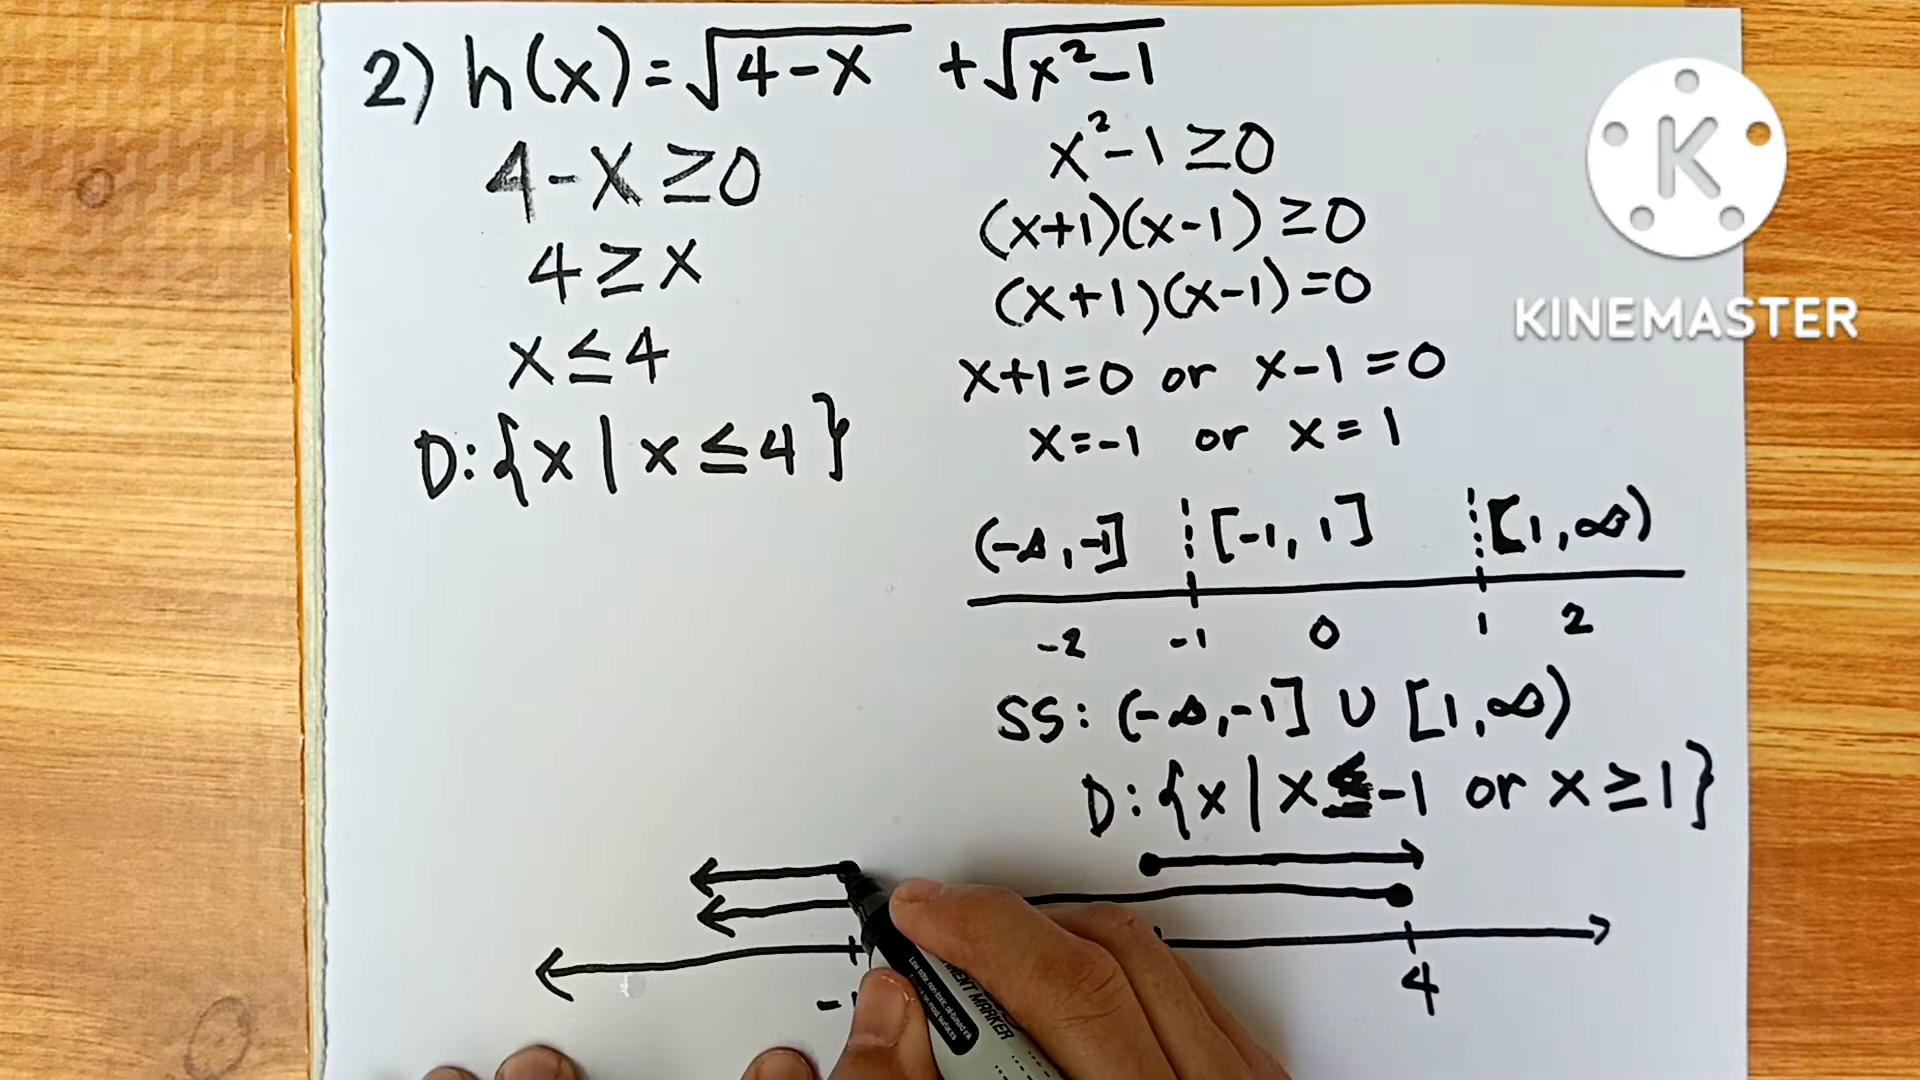 2) h(x)=√4-x + √x²-1
4-x≥0
4≥x
x≤4
D:{x|x≤4}
x²-1≥0
(x+1)(x-1)≥0
(x+1)(x-1)=0
x+1=0 or x-1=0
x=-1 or x=1
(-∞,-1] [-1,1] [1,∞)
-2 -1 0 1 2
SS: (-∞,-1] U [1,∞)
D:{x|x≤-1 or x≥1}
4
MARKER
K
KINEMASTER